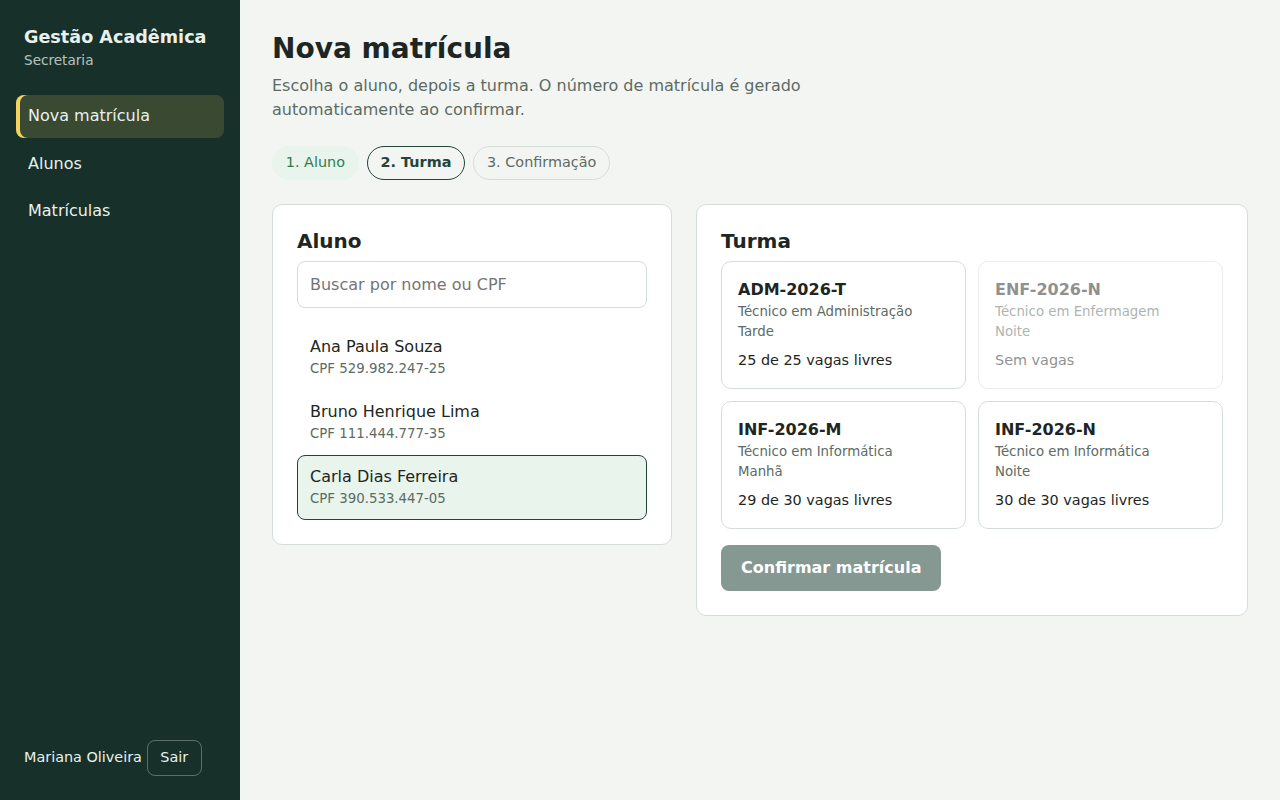 Gestão Acadêmica
Secretaria
Nova matrícula
Alunos
Matrículas
Mariana Oliveira
Sair
Nova matrícula
Escolha o aluno, depois a turma. O número de matrícula é gerado
automaticamente ao confirmar.
1. Aluno
2. Turma
3. Confirmação
Aluno
Buscar por nome ou CPF
Ana Paula Souza
CPF 529.982.247-25
Bruno Henrique Lima
CPF 111.444.777-35
Carla Dias Ferreira
CPF 390.533.447-05
Turma
ADM-2026-T
Técnico em Administração
Tarde
25 de 25 vagas livres
ENF-2026-N
Técnico em Enfermagem
Noite
Sem vagas
INF-2026-M
Técnico em Informática
Manhã
29 de 30 vagas livres
INF-2026-N
Técnico em Informática
Noite
30 de 30 vagas livres
Confirmar matrícula